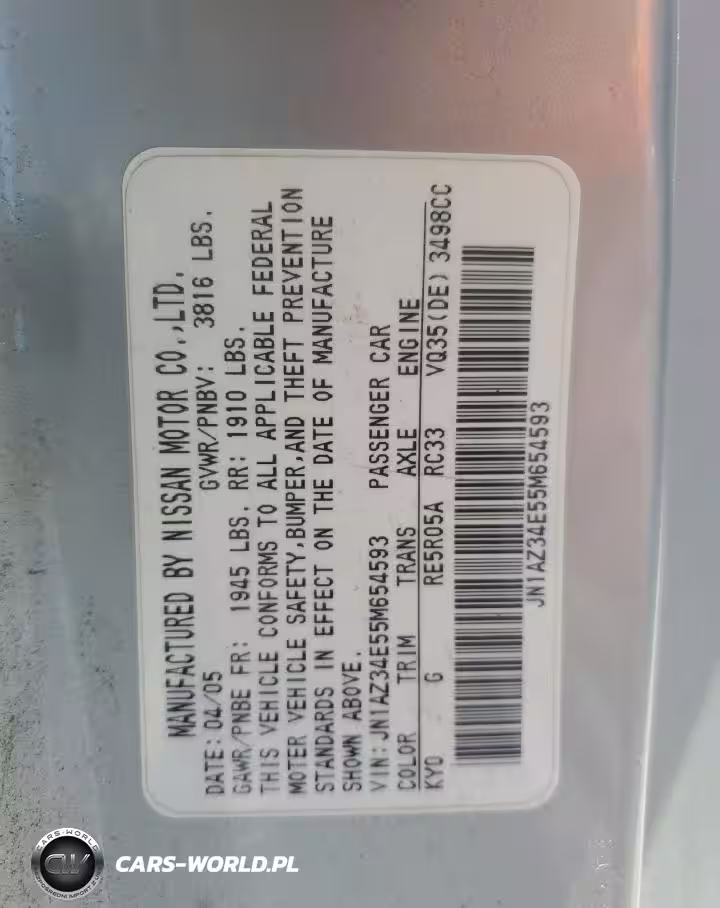 MANUFACTURED BY NISSAN MOTOR CO.,LTD.
DATE: 04/05 GVWR/PNBV: 3816 LBS.
GAWR/PNBE FR: 1945 LBS. RR: 1910 LBS.
THIS VEHICLE CONFORMS TO ALL APPLICABLE FEDERAL
MOTER VEHICLE SAFETY,BUMPER,AND THEFT PREVENTION
STANDARDS IN EFFECT ON THE DATE OF MANUFACTURE
SHOWN ABOVE.
VIN:JN1AZ34E55M654593 PASSENGER CAR
COLOR TRIM TRANS AXLE ENGINE
KY0 G RE5R05A RC33 VQ35(DE) 3498CC
JN1AZ34E55M654593
CARS-WORLD
CW
CARS-WORLD.PL